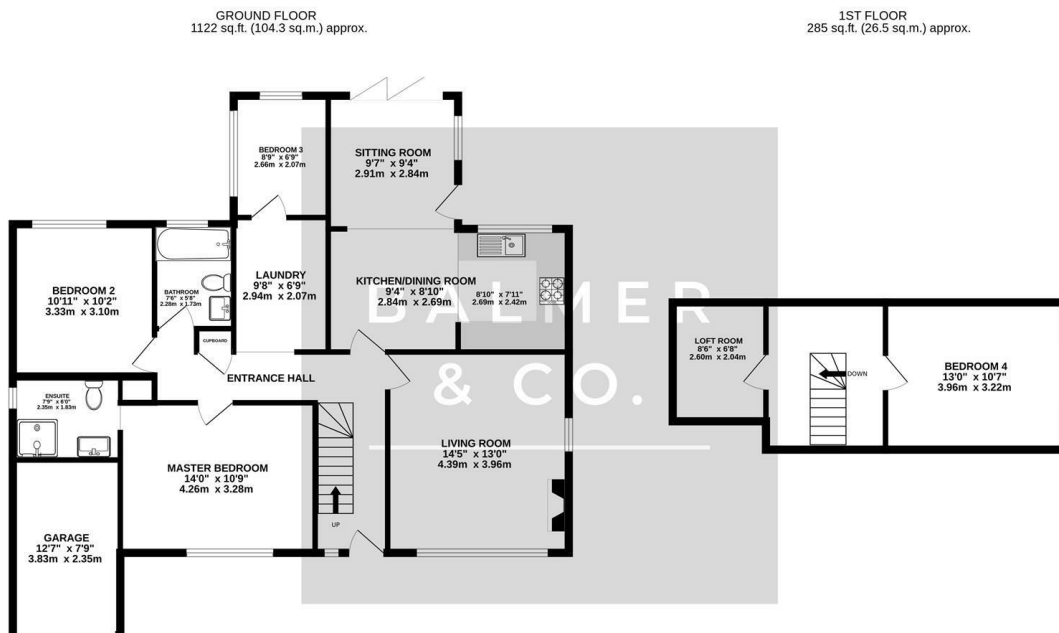 GROUND FLOOR
1122 sq.ft. (104.3 sq.m.) approx.
1ST FLOOR
285 sq.ft. (26.5 sq.m.) approx.
BEDROOM 3
8'9" x 6'9"
2.66m x 2.07m
SITTING ROOM
9'7" x 9'4"
2.91m x 2.84m
BEDROOM 2
10'11" x 10'2"
3.33m x 3.10m
BATHROOM
7'6" x 5'8"
2.28m x 1.73m
LAUNDRY
9'8" x 6'9"
2.94m x 2.07m
KITCHEN/DINING ROOM
9'4" x 8'10"
2.84m x 2.69m
8'10" x 7'11"
2.69m x 2.42m
BALMER
& CO.
CUPBOARD
ENTRANCE HALL
LOFT ROOM
8'6" x 6'8"
2.60m x 2.04m
DOWN
BEDROOM 4
13'0" x 10'7"
3.96m x 3.22m
ENSUITE
7'9" x 6'0"
2.35m x 1.83m
MASTER BEDROOM
14'0" x 10'9"
4.26m x 3.28m
UP
LIVING ROOM
14'5" x 13'0"
4.39m x 3.96m
GARAGE
12'7" x 7'9"
3.83m x 2.35m